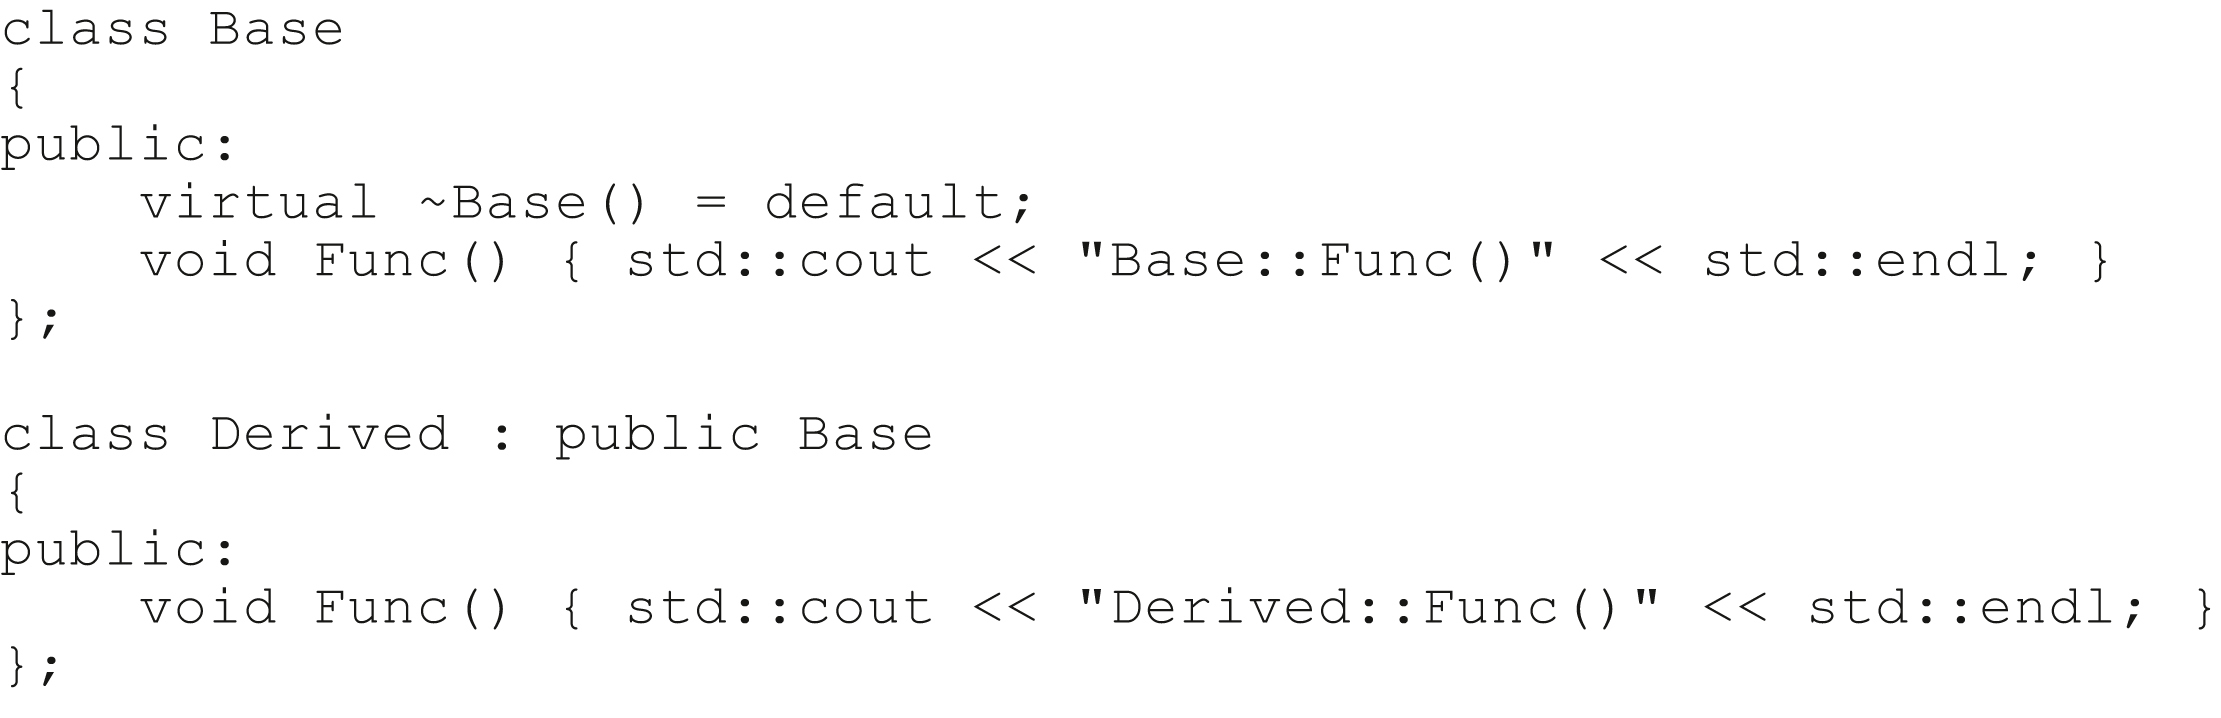 class Base
{
public:
    virtual ~Base() = default;
    void Func() { std::cout << "Base::Func()" << std::endl; }
};

class Derived : public Base
{
public:
    void Func() { std::cout << "Derived::Func()" << std::endl; }
};